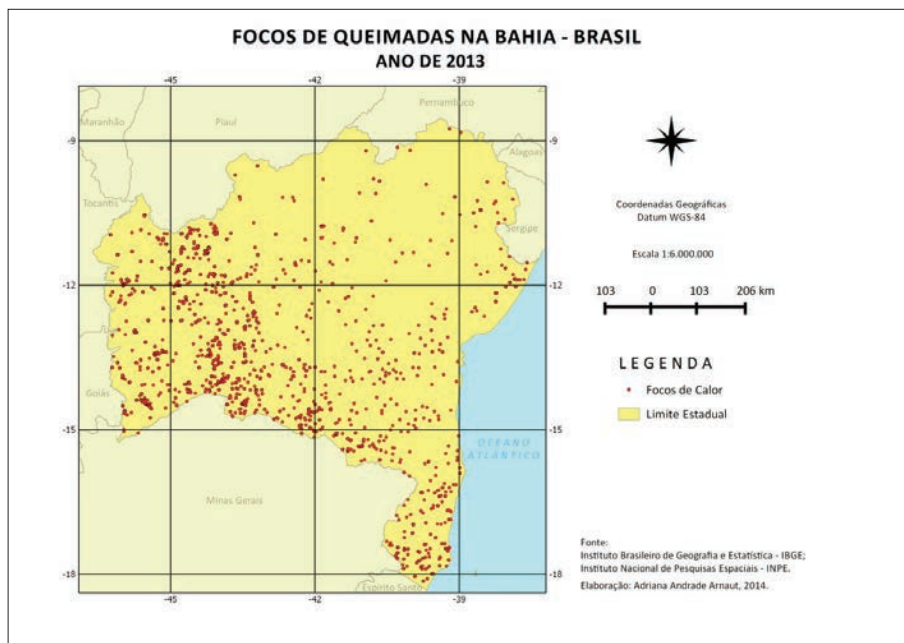 FOCOS DE QUEIMADAS NA BAHIA - BRASIL
ANO DE 2013
-45
-42
-39
Pernambuco
Maranhão
Piauí
-9
-9
Alagoas
Tocantis
Sergipe
-12
-12
Goiás
-15
-15
OCEANO
ATLÂNTICO
Minas Gerais
-18
-18
Espírito Santo
-45
-42
-39
Coordenadas Geográficas
Datum WGS-84
Escala 1:6.000.000
103 0 103 206 km
LEGENDA
Focos de Calor
Limite Estadual
Fonte:
Instituto Brasileiro de Geografia e Estatística - IBGE;
Instituto Nacional de Pesquisas Espaciais - INPE.
Elaboração: Adriana Andrade Arnaut, 2014.